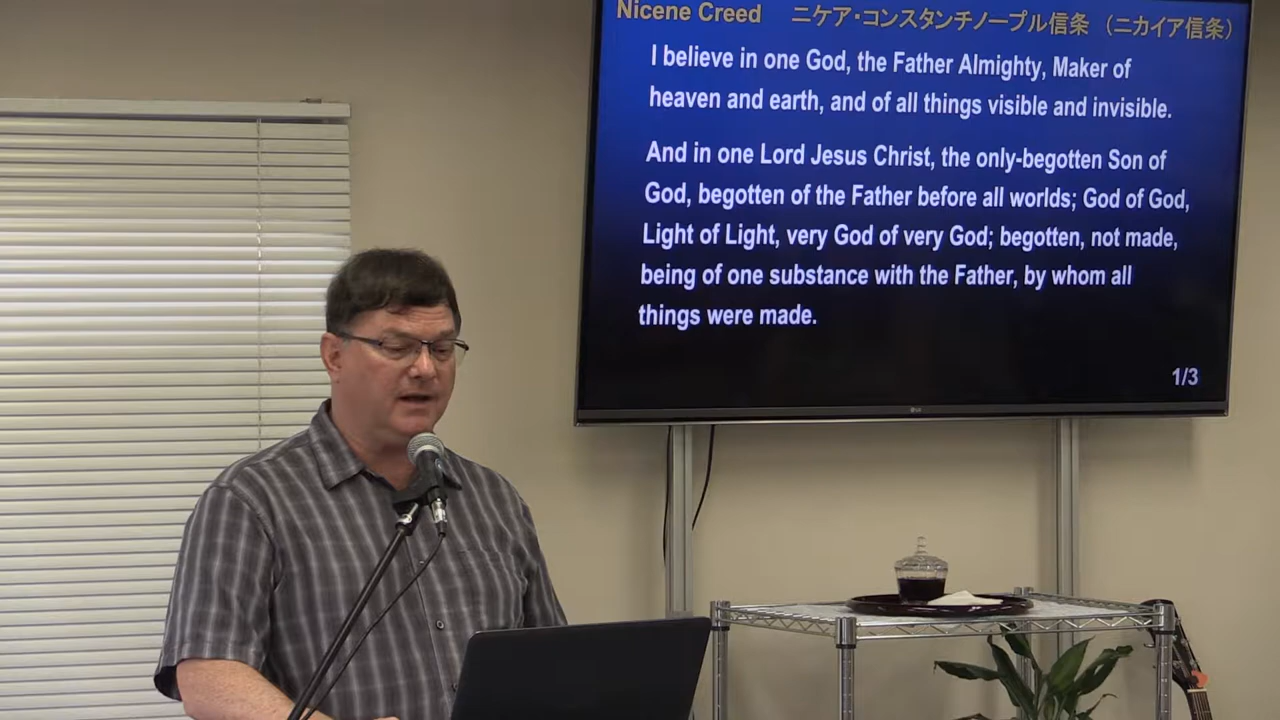 Nicene Creed ニケア・コンスタンチノープル信条 （ニカイア信条）
I believe in one God, the Father Almighty, Maker of
heaven and earth, and of all things visible and invisible.
And in one Lord Jesus Christ, the only-begotten Son of
God, begotten of the Father before all worlds; God of God,
Light of Light, very God of very God; begotten, not made,
being of one substance with the Father, by whom all
things were made.
1/3
LG